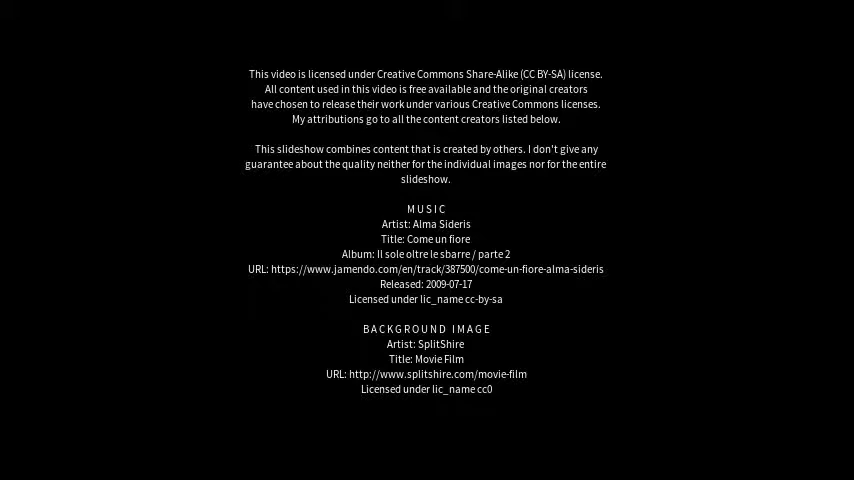 This video is licensed under Creative Commons Share-Alike (CC BY-SA) license.
All content used in this video is free available and the original creators
have chosen to release their work under various Creative Commons licenses.
My attributions go to all the content creators listed below.
This slideshow combines content that is created by others. I don't give any
guarantee about the quality neither for the individual images nor for the entire
slideshow.
MUSIC
Artist: Alma Sideris
Title: Come un fiore
Album: Il sole oltre le sbarre / parte 2
URL: https://www.jamendo.com/en/track/387500/come-un-fiore-alma-sideris
Released: 2009-07-17
Licensed under lic_name cc-by-sa
BACKGROUND IMAGE
Artist: SplitShire
Title: Movie Film
URL: http://www.splitshire.com/movie-film
Licensed under lic_name cc0